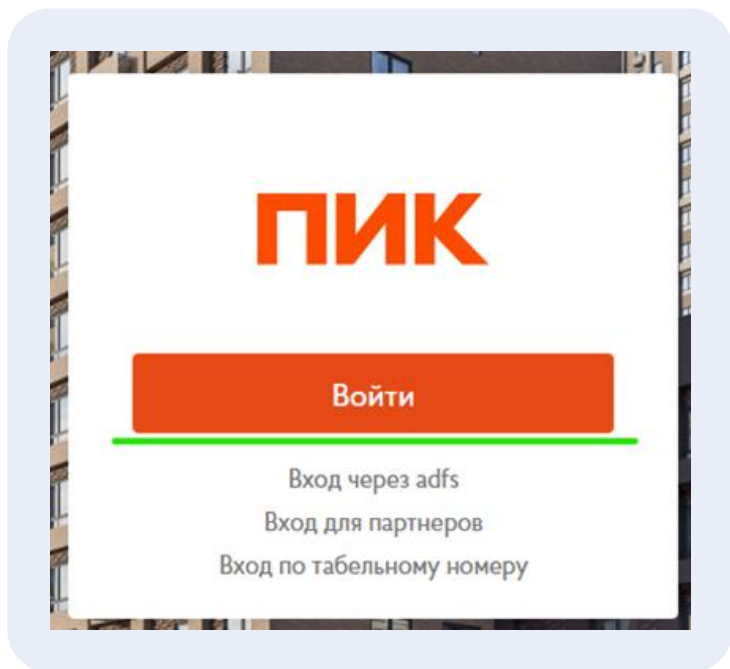 ПИК
Войти
Вход через adfs
Вход для партнеров
Вход по табельному номеру